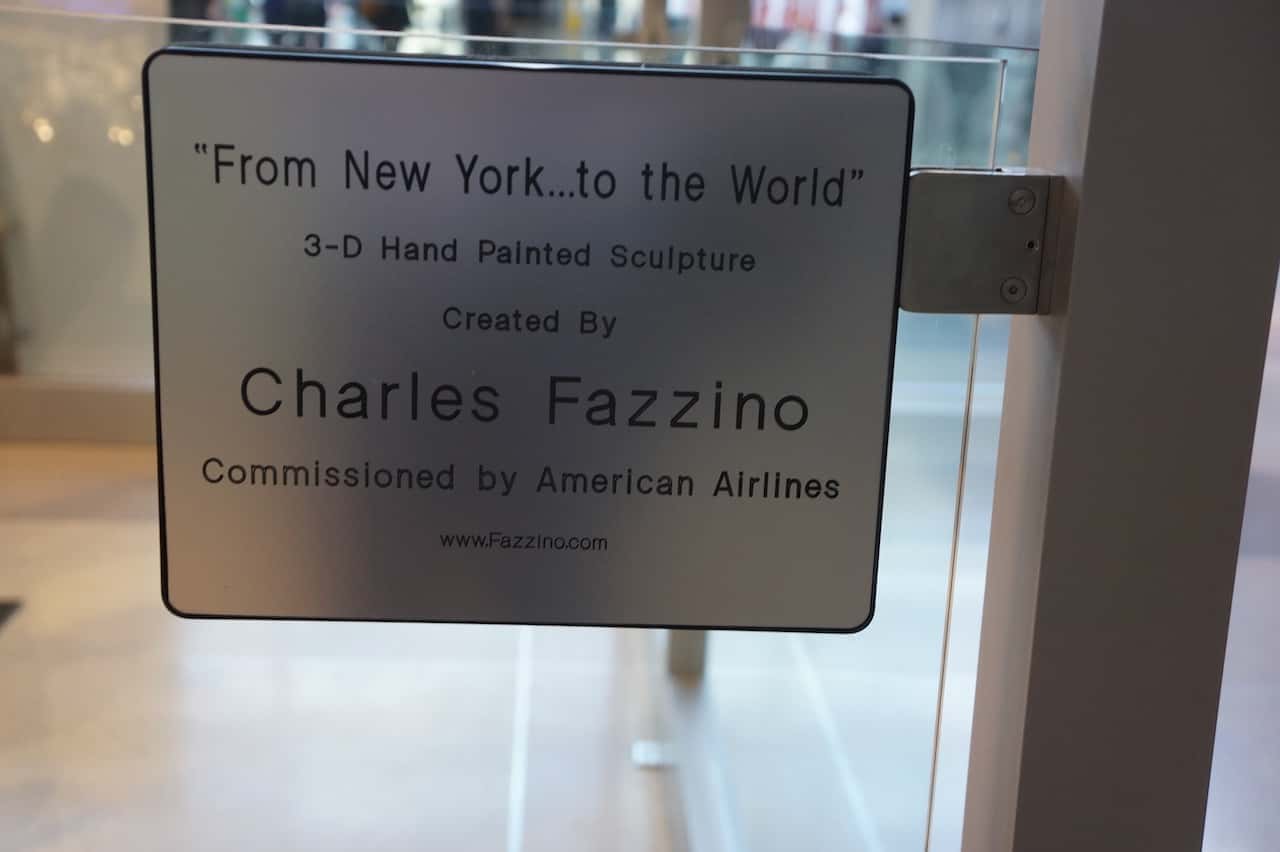 "From New York...to the World"
3-D Hand Painted Sculpture
Created By
Charles Fazzino
Commissioned by American Airlines
www.Fazzino.com